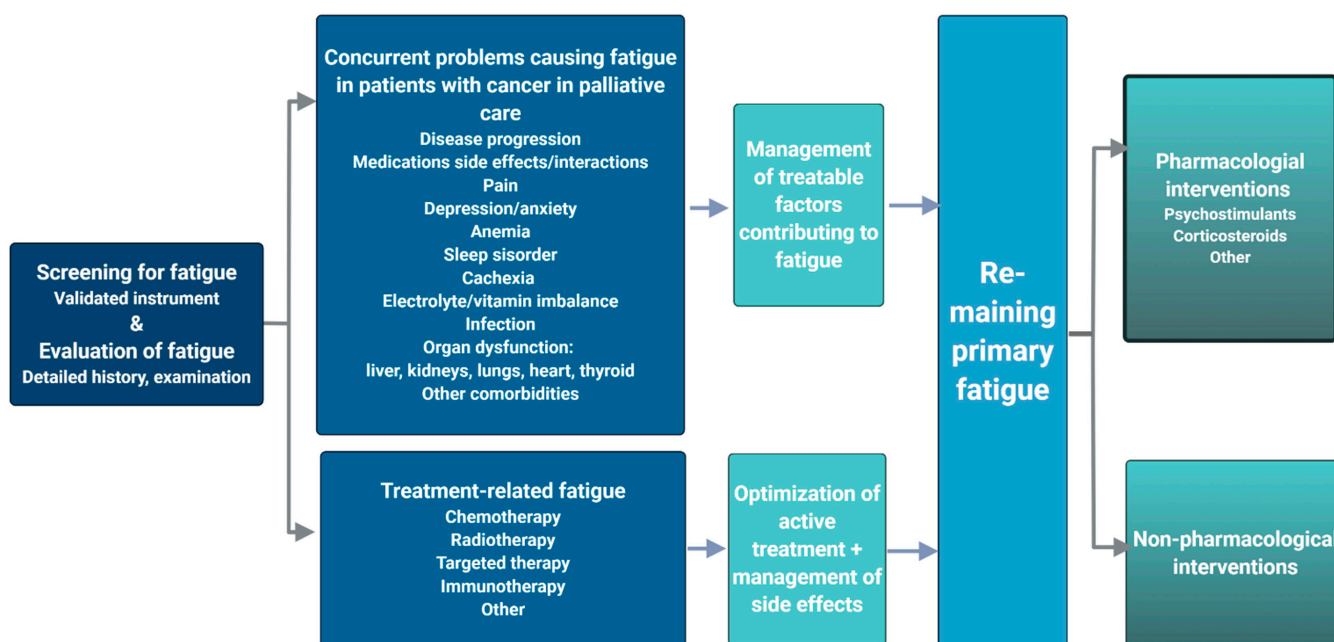 Screening for fatigue
Validated instrument
&
Evaluation of fatigue
Detailed history, examination
Concurrent problems causing fatigue
in patients with cancer in palliative
care
Disease progression
Medications side effects/interactions
Pain
Depression/anxiety
Anemia
Sleep sisorder
Cachexia
Electrolyte/vitamin imbalance
Infection
Organ dysfunction:
liver, kidneys, lungs, heart, thyroid
Other comorbidities
Treatment-related fatigue
Chemotherapy
Radiotherapy
Targeted therapy
Immunotherapy
Other
Management
of treatable
factors
contributing to
fatigue
Optimization of
active
treatment +
management of
side effects
Re-
maining
primary
fatigue
Pharmacologial
interventions
Psychostimulants
Corticosteroids
Other
Non-pharmacological
interventions